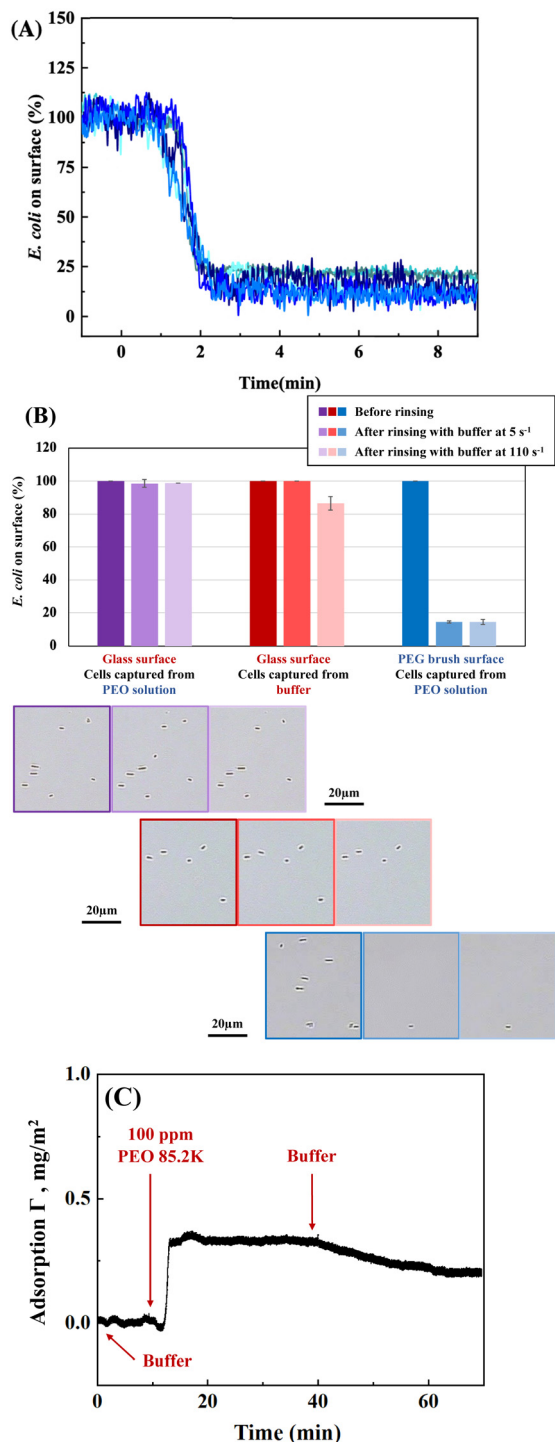 (A)
150
125
100
75
50
25
0
E. coli on surface (%)
0 2 4 6 8
Time(min)
(B)
Before rinsing
After rinsing with buffer at 5 s⁻¹
After rinsing with buffer at 110 s⁻¹
120
100
80
60
40
20
0
E. coli on surface (%)
Glass surface
Cells captured from
PEO solution
Glass surface
Cells captured from
buffer
PEG brush surface
Cells captured from
PEO solution
20µm
20µm
20µm
(C)
1.0
0.5
0.0
Adsorption Γ , mg/m²
100 ppm
PEO 85.2K
Buffer
Buffer
0 20 40 60
Time (min)